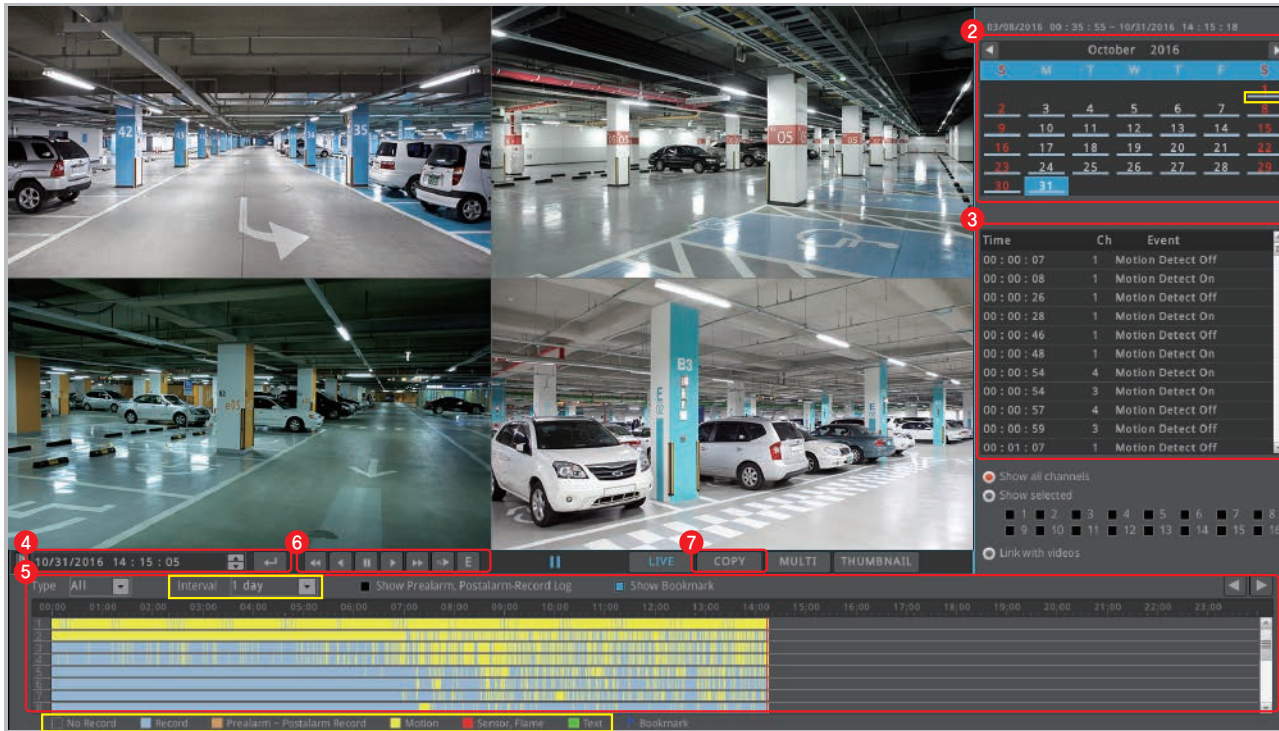 2
03/08/2016 00 : 35 : 55 ~ 10/31/2016 14 : 15 : 18
October 2016
S M T W T F S
1
2 3 4 5 6 7 8
9 10 11 12 13 14 15
16 17 18 19 20 21 22
23 24 25 26 27 28 29
30 31
3
Time Ch Event
00 : 00 : 07 1 Motion Detect Off
00 : 00 : 08 1 Motion Detect On
00 : 00 : 26 1 Motion Detect Off
00 : 00 : 28 1 Motion Detect On
00 : 00 : 46 1 Motion Detect Off
00 : 00 : 48 1 Motion Detect On
00 : 00 : 54 4 Motion Detect On
00 : 00 : 54 3 Motion Detect On
00 : 00 : 57 4 Motion Detect Off
00 : 00 : 59 3 Motion Detect Off
00 : 01 : 07 1 Motion Detect Off
Show all channels
Show selected
1 2 3 4 5 6 7 8
9 10 11 12 13 14 15 16
Link with videos
42
35
05
B3
E
e05
4
10/31/2016 14 : 15 : 05
6
E
7
LIVE COPY MULTI THUMBNAIL
5
Type All Interval 1 day Show Prealarm, Postalarm-Record Log Show Bookmark
00:00 01:00 02:00 03:00 04:00 05:00 06:00 07:00 08:00 09:00 10:00 11:00 12:00 13:00 14:00 15:00 16:00 17:00 18:00 19:00 20:00 21:00 22:00 23:00
1
2
3
4
5
6
7
8
No Record Record Prealarm ~ Postalarm Record Motion Sensor, Flame Text Bookmark